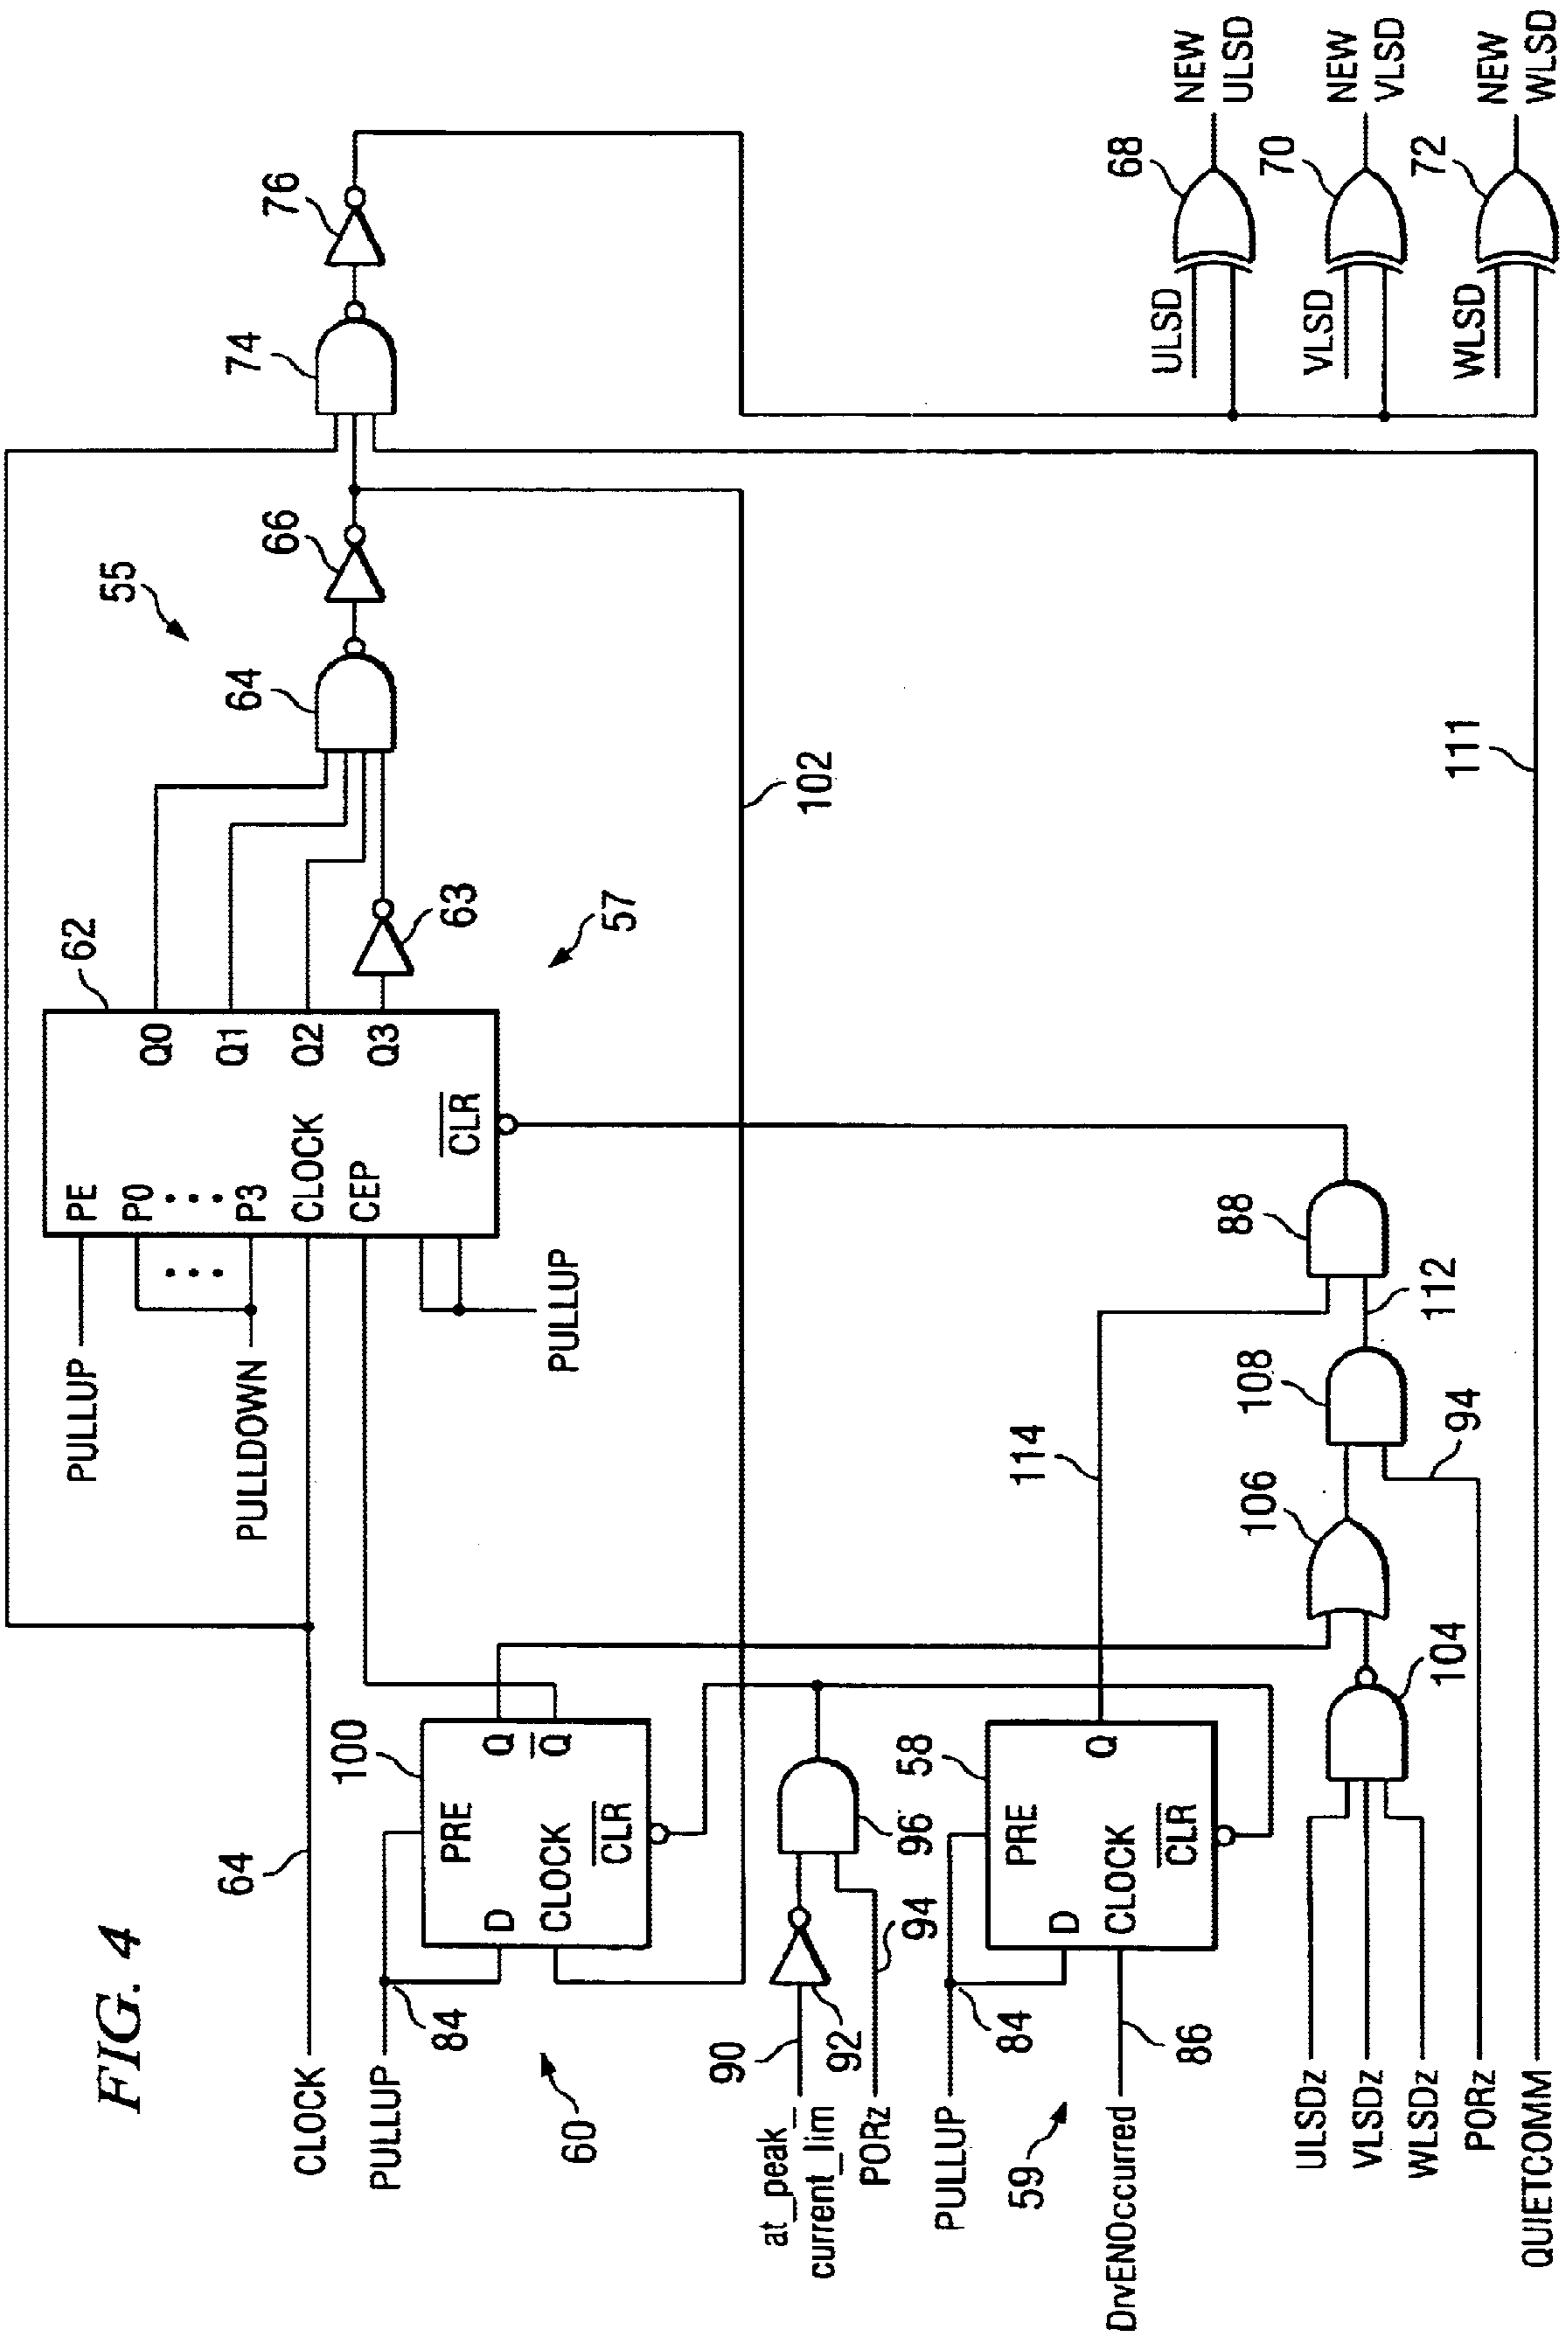 FIG. 4
CLOCK
64
PULLUP
84
60
100
PRE
D
CLOCK
Q
Q
CLR
PULLUP
PULLDOWN
PULLUP
62
PE
P0
P3
CLOCK
CEP
CLR
Q0
Q1
Q2
Q3
63
57
64
55
66
74
76
102
at_peak_
current_lim
90
92
PORz
94
96
PULLUP
84
59
DrvENOccurred
86
58
PRE
D
CLOCK
Q
CLR
114
ULSDz
VLSDz
WLSDz
PORz
QUIETCOMM
104
106
94
108
112
88
111
ULSD
68
NEW
ULSD
VLSD
70
NEW
VLSD
WLSD
72
NEW
WLSD